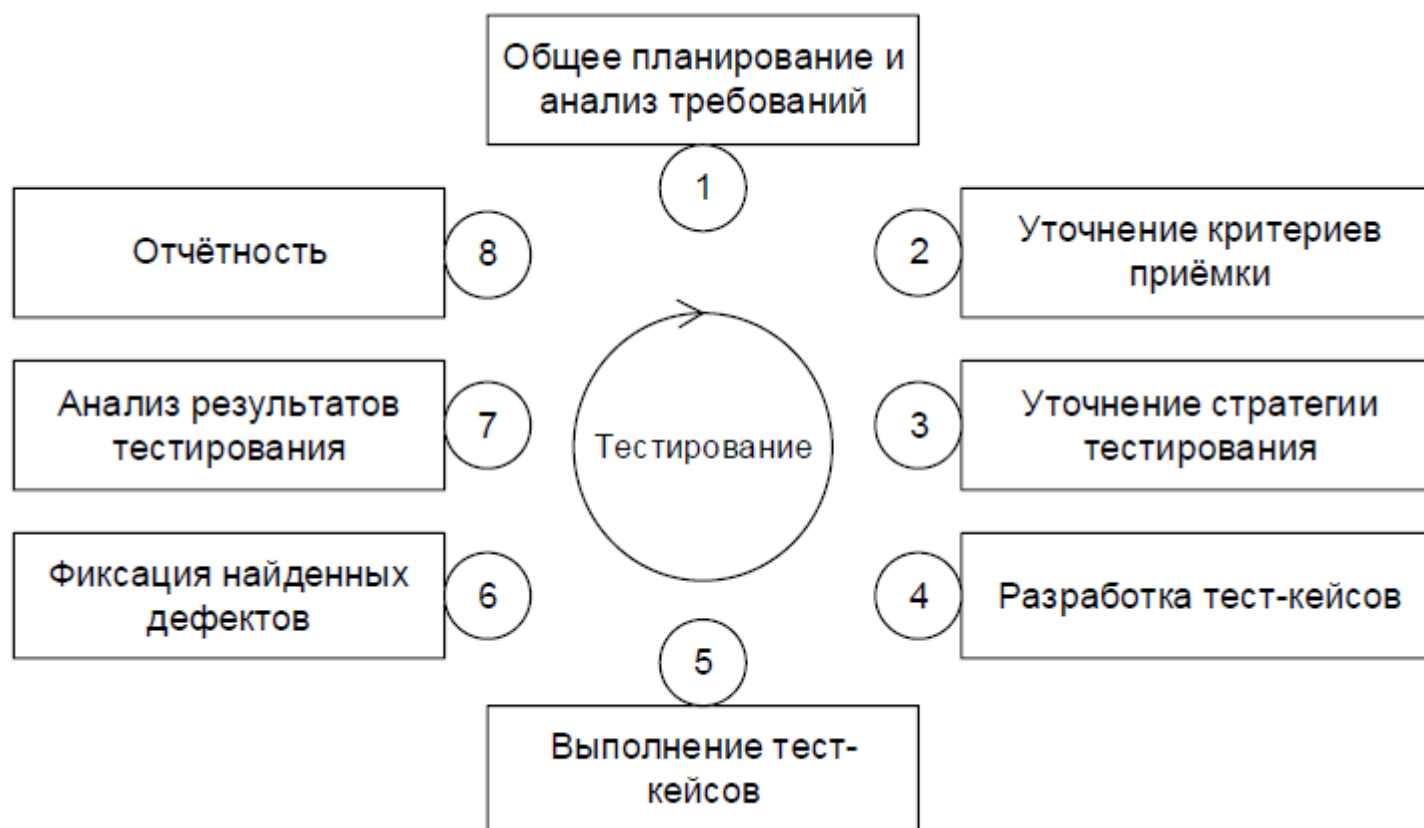 Общее планирование и
анализ требований
1
Отчётность
8
2
Уточнение критериев
приёмки
Анализ результатов
тестирования
7
Тестирование
3
Уточнение стратегии
тестирования
Фиксация найденных
дефектов
6
4
Разработка тест-кейсов
5
Выполнение тест-
кейсов